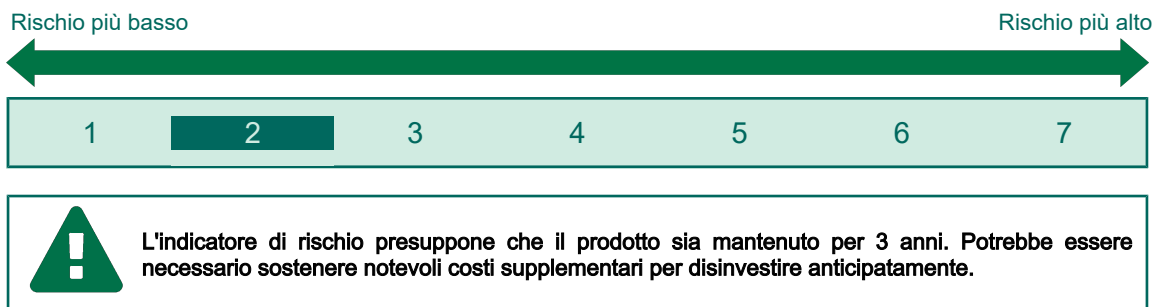 Rischio più basso Rischio più alto
1 2 3 4 5 6 7
L'indicatore di rischio presuppone che il prodotto sia mantenuto per 3 anni. Potrebbe essere
necessario sostenere notevoli costi supplementari per disinvestire anticipatamente.